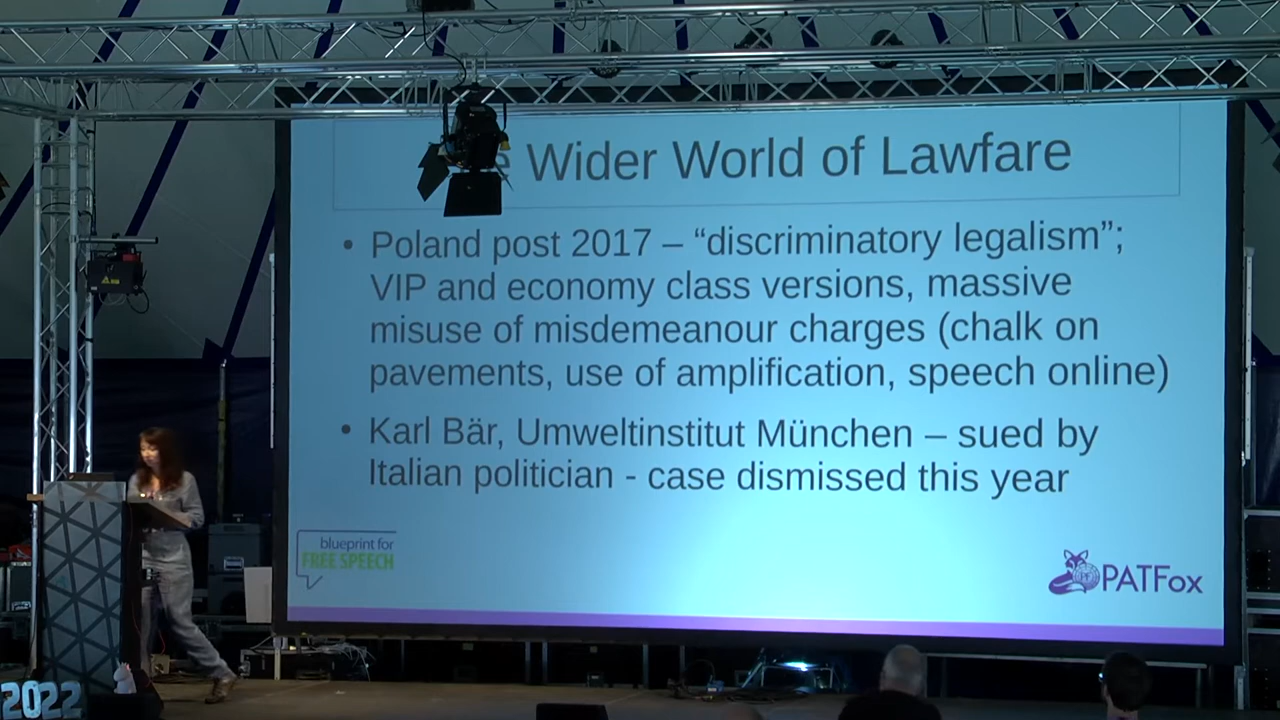 Wider World of Lawfare
• Poland post 2017 – “discriminatory legalism”;
VIP and economy class versions, massive
misuse of misdemeanour charges (chalk on
pavements, use of amplification, speech online)
• Karl Bär, Umweltinstitut München – sued by
Italian politician - case dismissed this year
blueprint for
FREE SPEECH
PATFox
2022